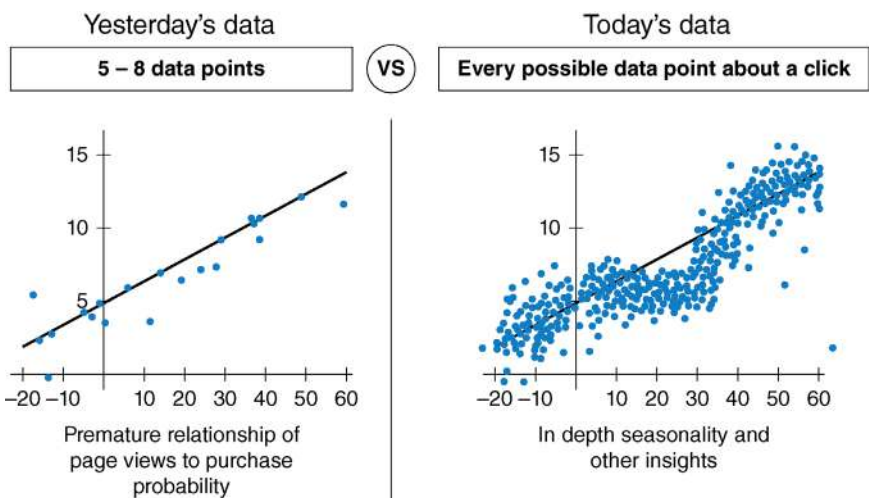 Yesterday's data
5 – 8 data points
VS
Today's data
Every possible data point about a click
15
10
5
–20 –10 10 20 30 40 50 60
Premature relationship of
page views to purchase
probability
15
10
5
–20 –10 10 20 30 40 50 60
In depth seasonality and
other insights